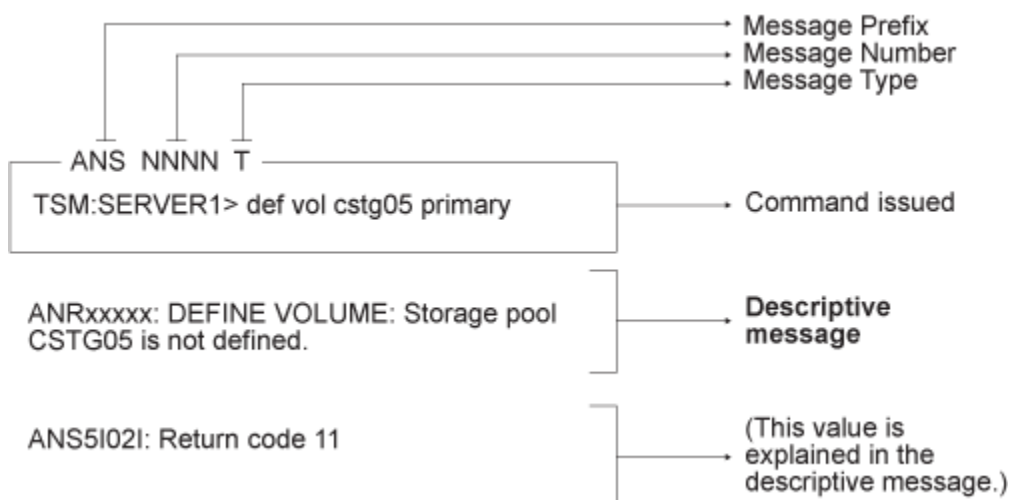 Message Prefix
Message Number
Message Type
ANS NNNN T
TSM:SERVER1> def vol cstg05 primary
Command issued
ANRxxxxx: DEFINE VOLUME: Storage pool
CSTG05 is not defined.
Descriptive
message
ANS5I02I: Return code 11
(This value is
explained in the
descriptive message.)